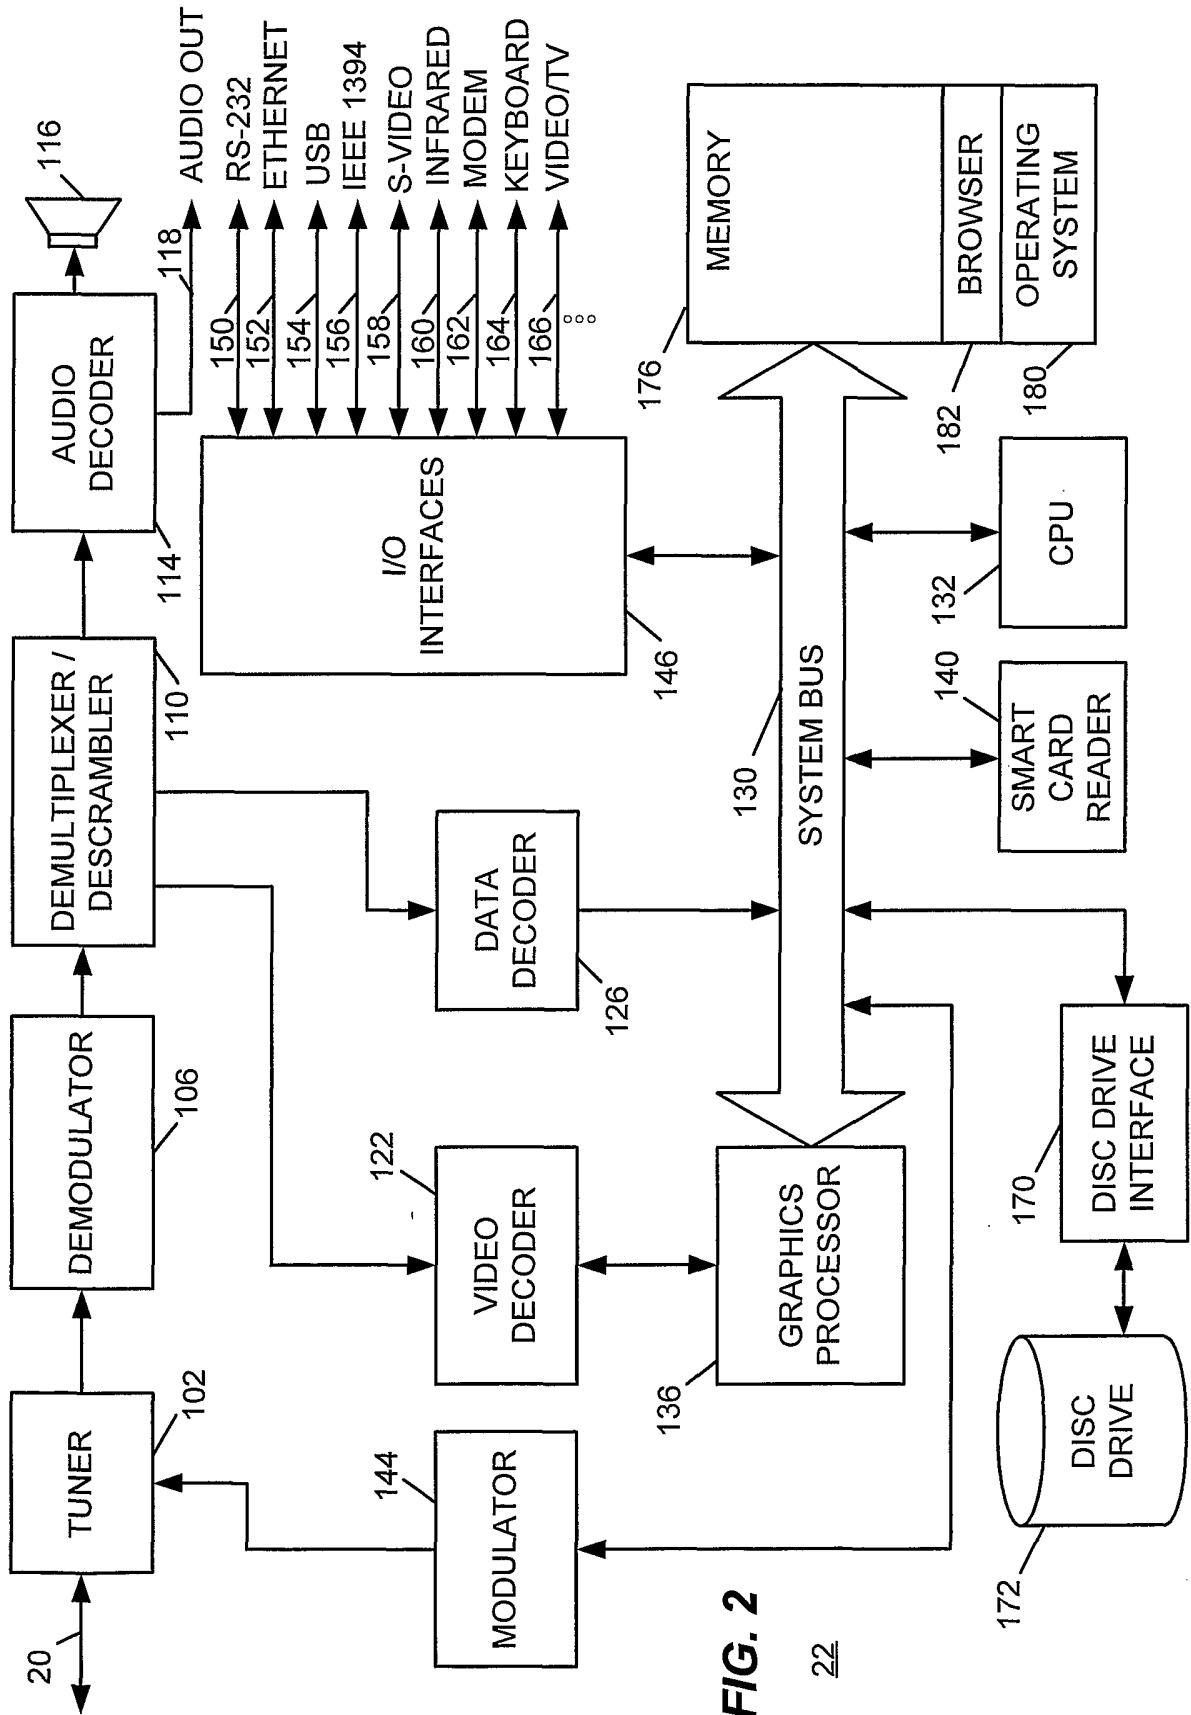 20
TUNER
102
DEMODULATOR
106
DEMULTIPLEXER /
DESCRAMBLER
110
AUDIO
DECODER
114
116
118
AUDIO OUT
MODULATOR
144
VIDEO
DECODER
122
DATA
DECODER
126
I/O
INTERFACES
146
150
RS-232
152
ETHERNET
154
USB
156
IEEE 1394
158
S-VIDEO
160
INFRARED
162
MODEM
164
KEYBOARD
166
VIDEO/TV
GRAPHICS
PROCESSOR
136
SYSTEM BUS
130
MEMORY
176
BROWSER
182
OPERATING
SYSTEM
180
DISC
DRIVE
172
DISC DRIVE
INTERFACE
170
SMART
CARD
READER
140
CPU
132
FIG. 2
22